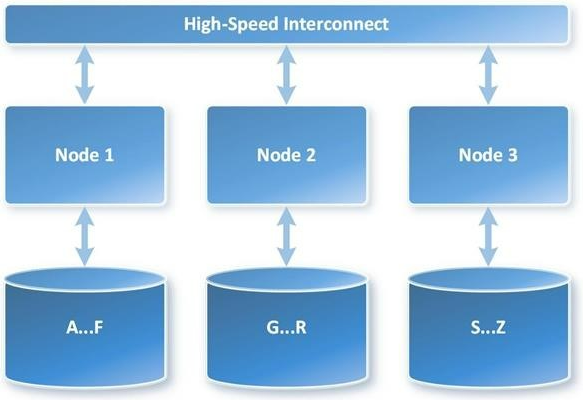 High-Speed Interconnect
Node 1
Node 2
Node 3
A...F
G...R
S...Z